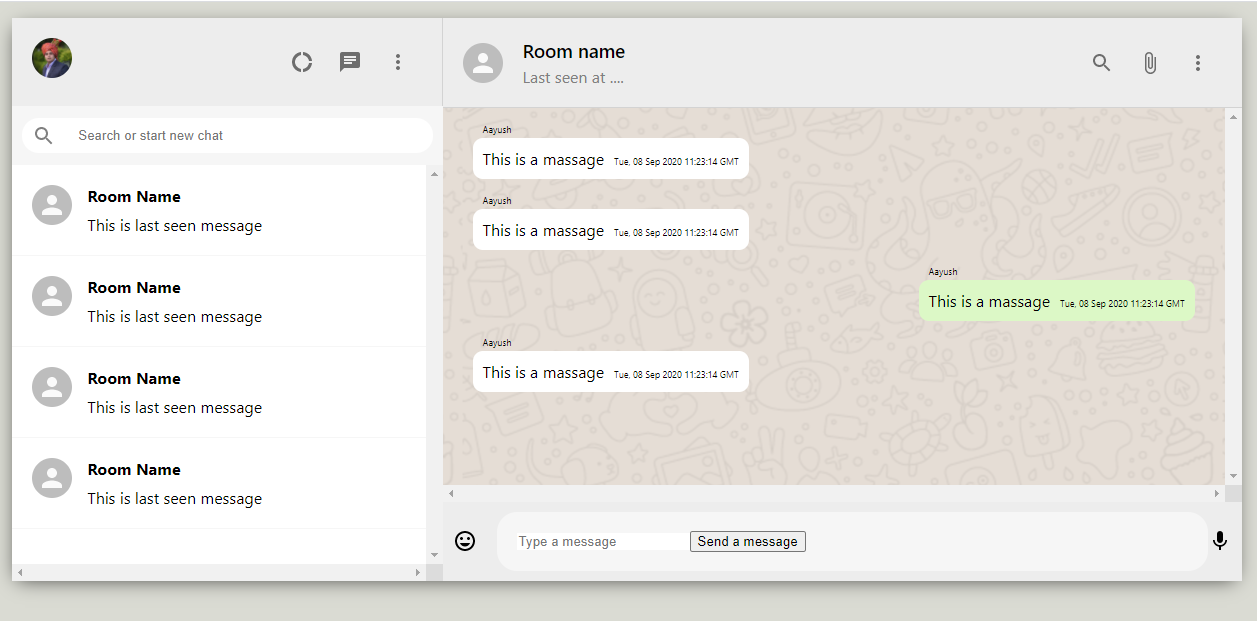 Room name
Last seen at ....
Search or start new chat
Room Name
This is last seen message
Room Name
This is last seen message
Room Name
This is last seen message
Room Name
This is last seen message
Aayush
This is a massage Tue, 08 Sep 2020 11:23:14 GMT
Aayush
This is a massage Tue, 08 Sep 2020 11:23:14 GMT
Aayush
This is a massage Tue, 08 Sep 2020 11:23:14 GMT
Aayush
This is a massage Tue, 08 Sep 2020 11:23:14 GMT
Type a message Send a message